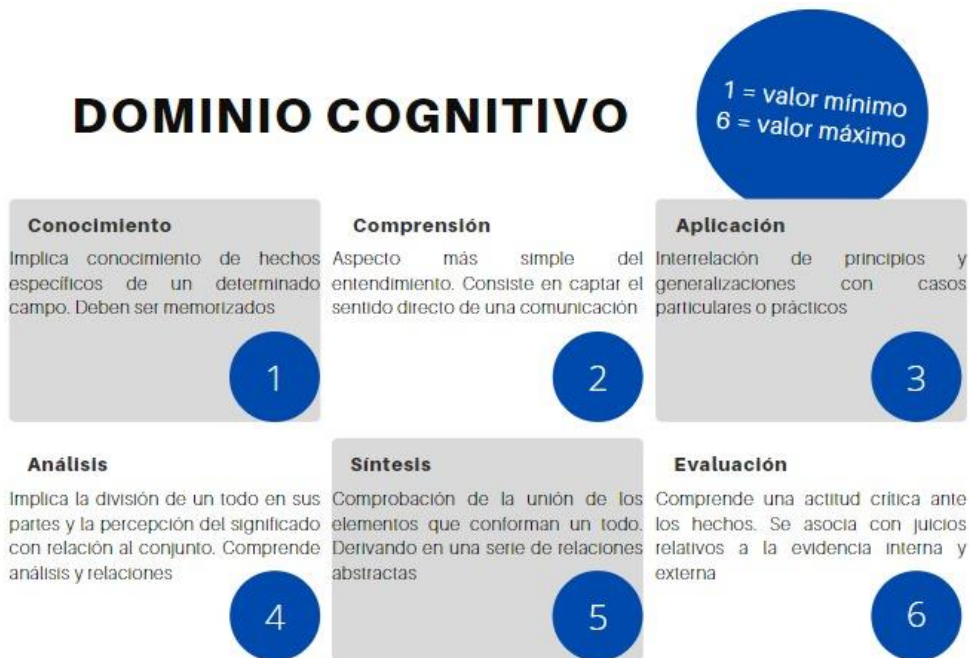 DOMINIO COGNITIVO
1 = valor mínimo
6 = valor máximo
Conocimiento
Implica conocimiento de hechos
específicos de un determinado
campo. Deben ser memorizados
1
Comprensión
Aspecto más simple del
entendimiento. Consiste en captar el
sentido directo de una comunicación
2
Aplicación
Interrelación de principios y
generalizaciones con casos
particulares o prácticos
3
Análisis
Implica la división de un todo en sus
partes y la percepción del significado
con relación al conjunto. Comprende
análisis y relaciones
4
Síntesis
Comprobación de la unión de los
elementos que conforman un todo.
Derivando en una serie de relaciones
abstractas
5
Evaluación
Comprende una actitud crítica ante
los hechos. Se asocia con juicios
relativos a la evidencia interna y
externa
6